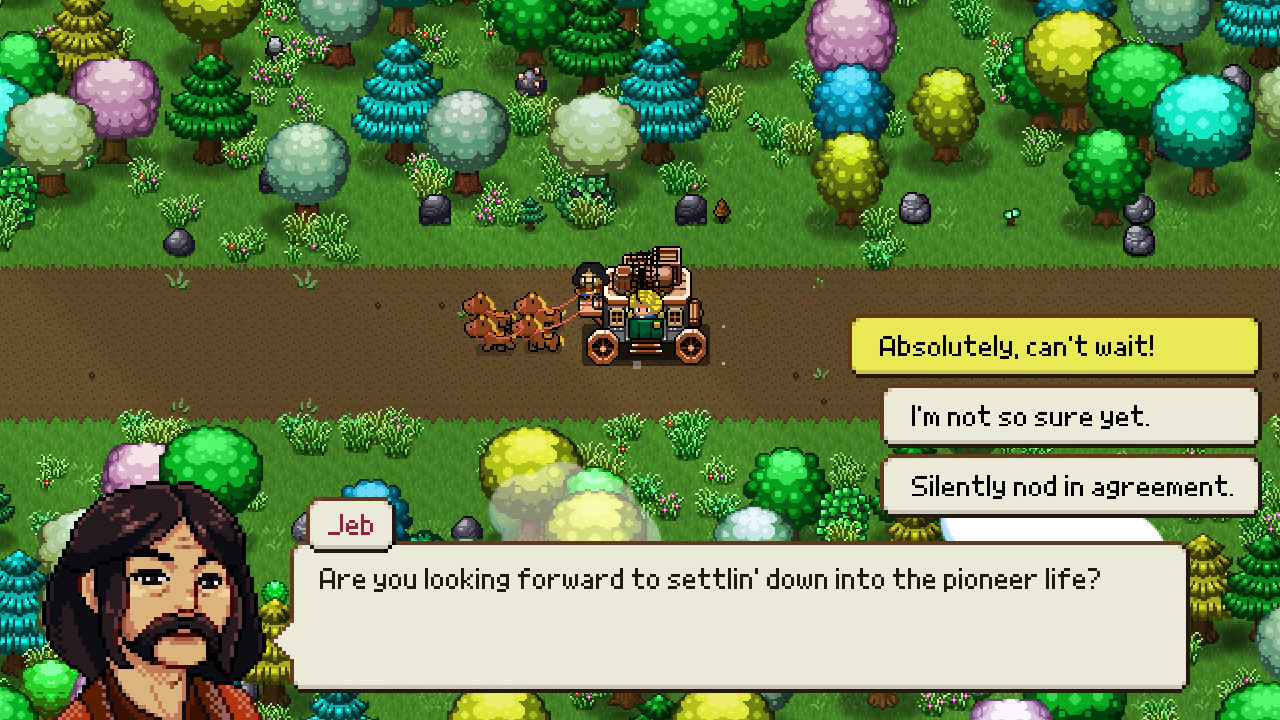 Absolutely, can't wait!
I'm not so sure yet.
Silently nod in agreement.
Jeb
Are you looking forward to settlin' down into the pioneer life?